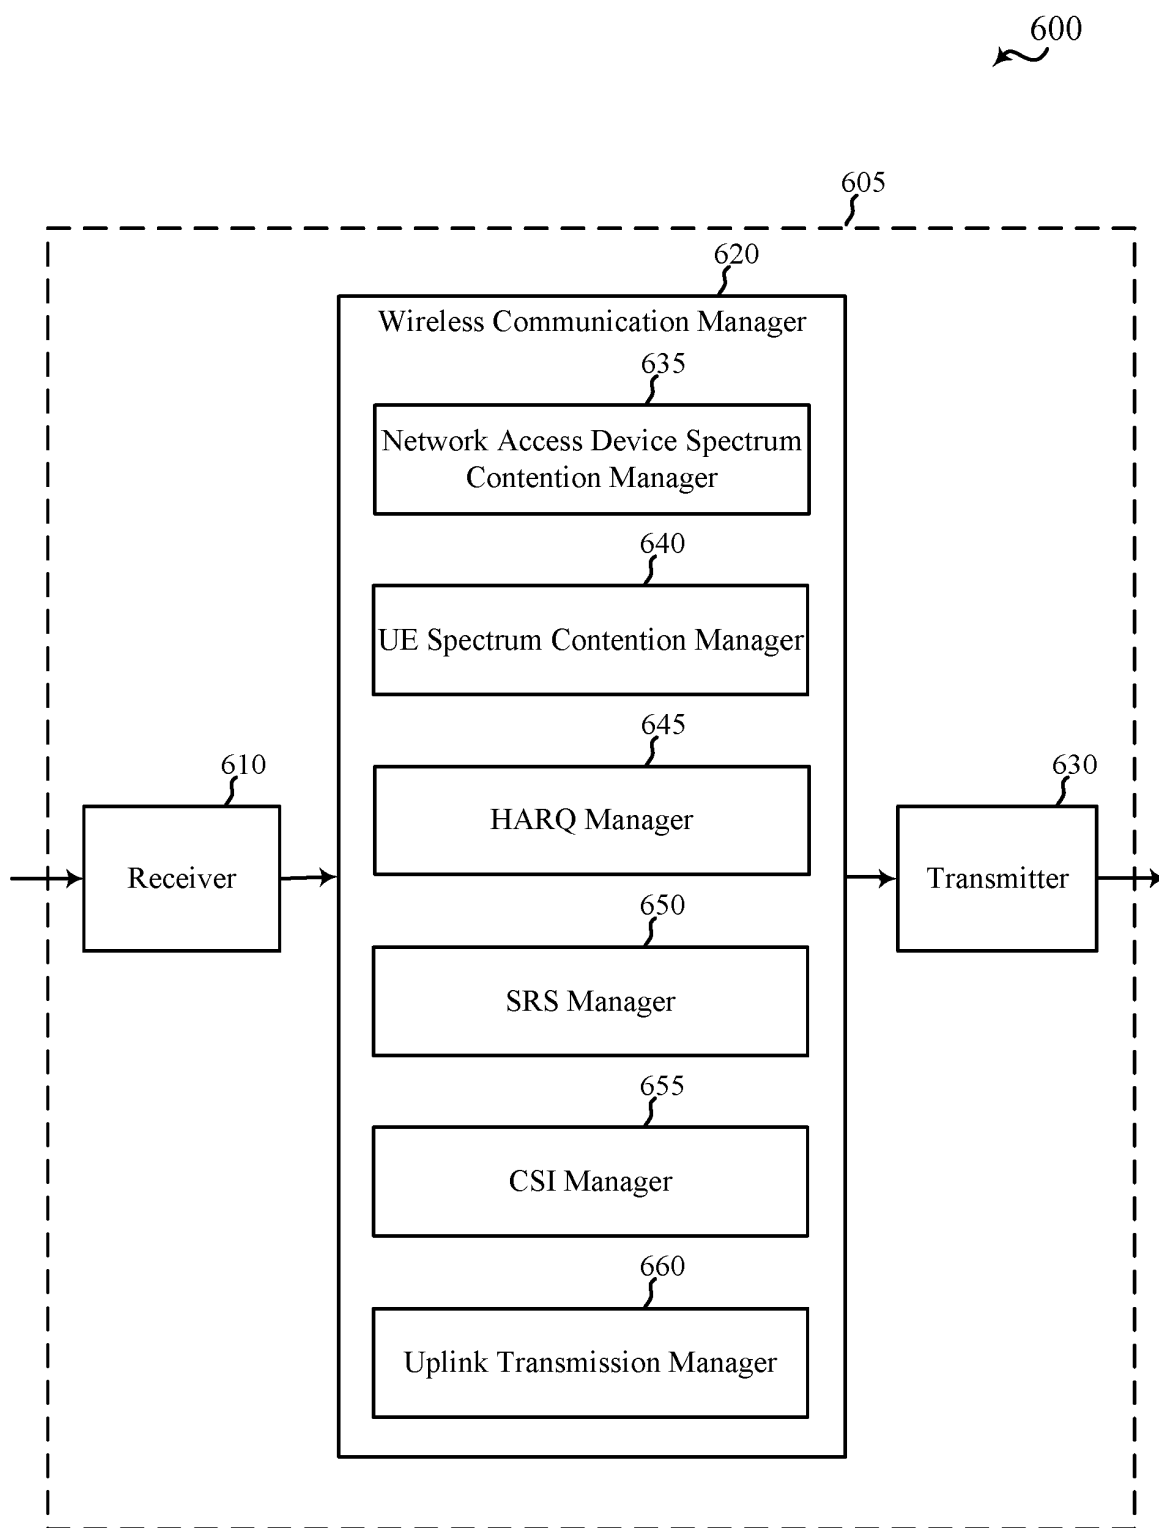 600
605
620
Wireless Communication Manager
635
Network Access Device Spectrum
Contention Manager
640
UE Spectrum Contention Manager
645
HARQ Manager
610
Receiver
630
Transmitter
650
SRS Manager
655
CSI Manager
660
Uplink Transmission Manager